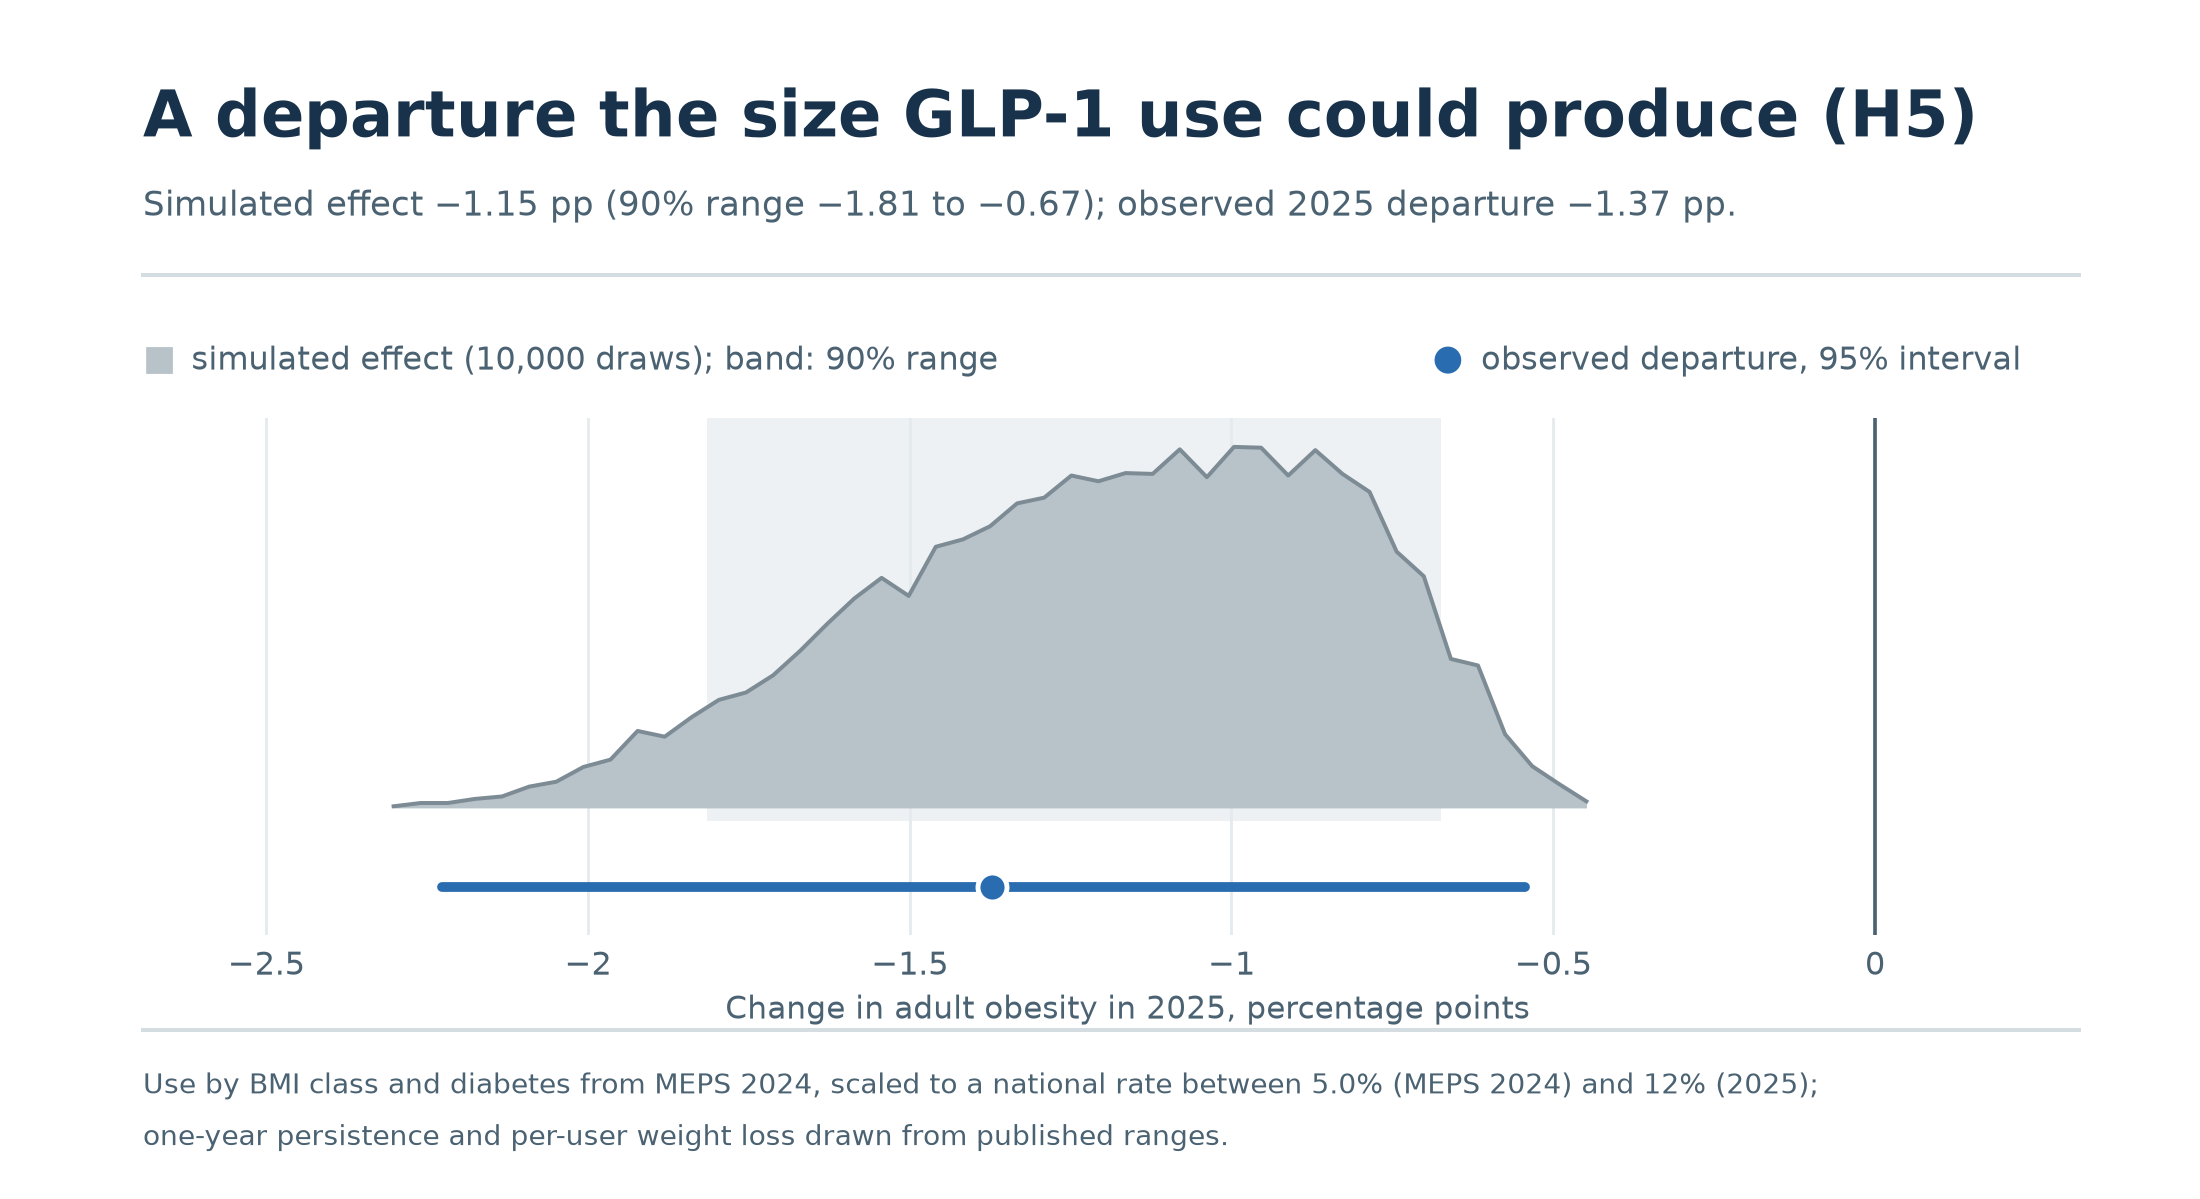 A departure the size GLP-1 use could produce (H5)
Simulated effect −1.15 pp (90% range −1.81 to −0.67); observed 2025 departure −1.37 pp.
simulated effect (10,000 draws); band: 90% range
observed departure, 95% interval
−2.5 −2 −1.5 −1 −0.5 0
Change in adult obesity in 2025, percentage points
Use by BMI class and diabetes from MEPS 2024, scaled to a national rate between 5.0% (MEPS 2024) and 12% (2025);
one-year persistence and per-user weight loss drawn from published ranges.